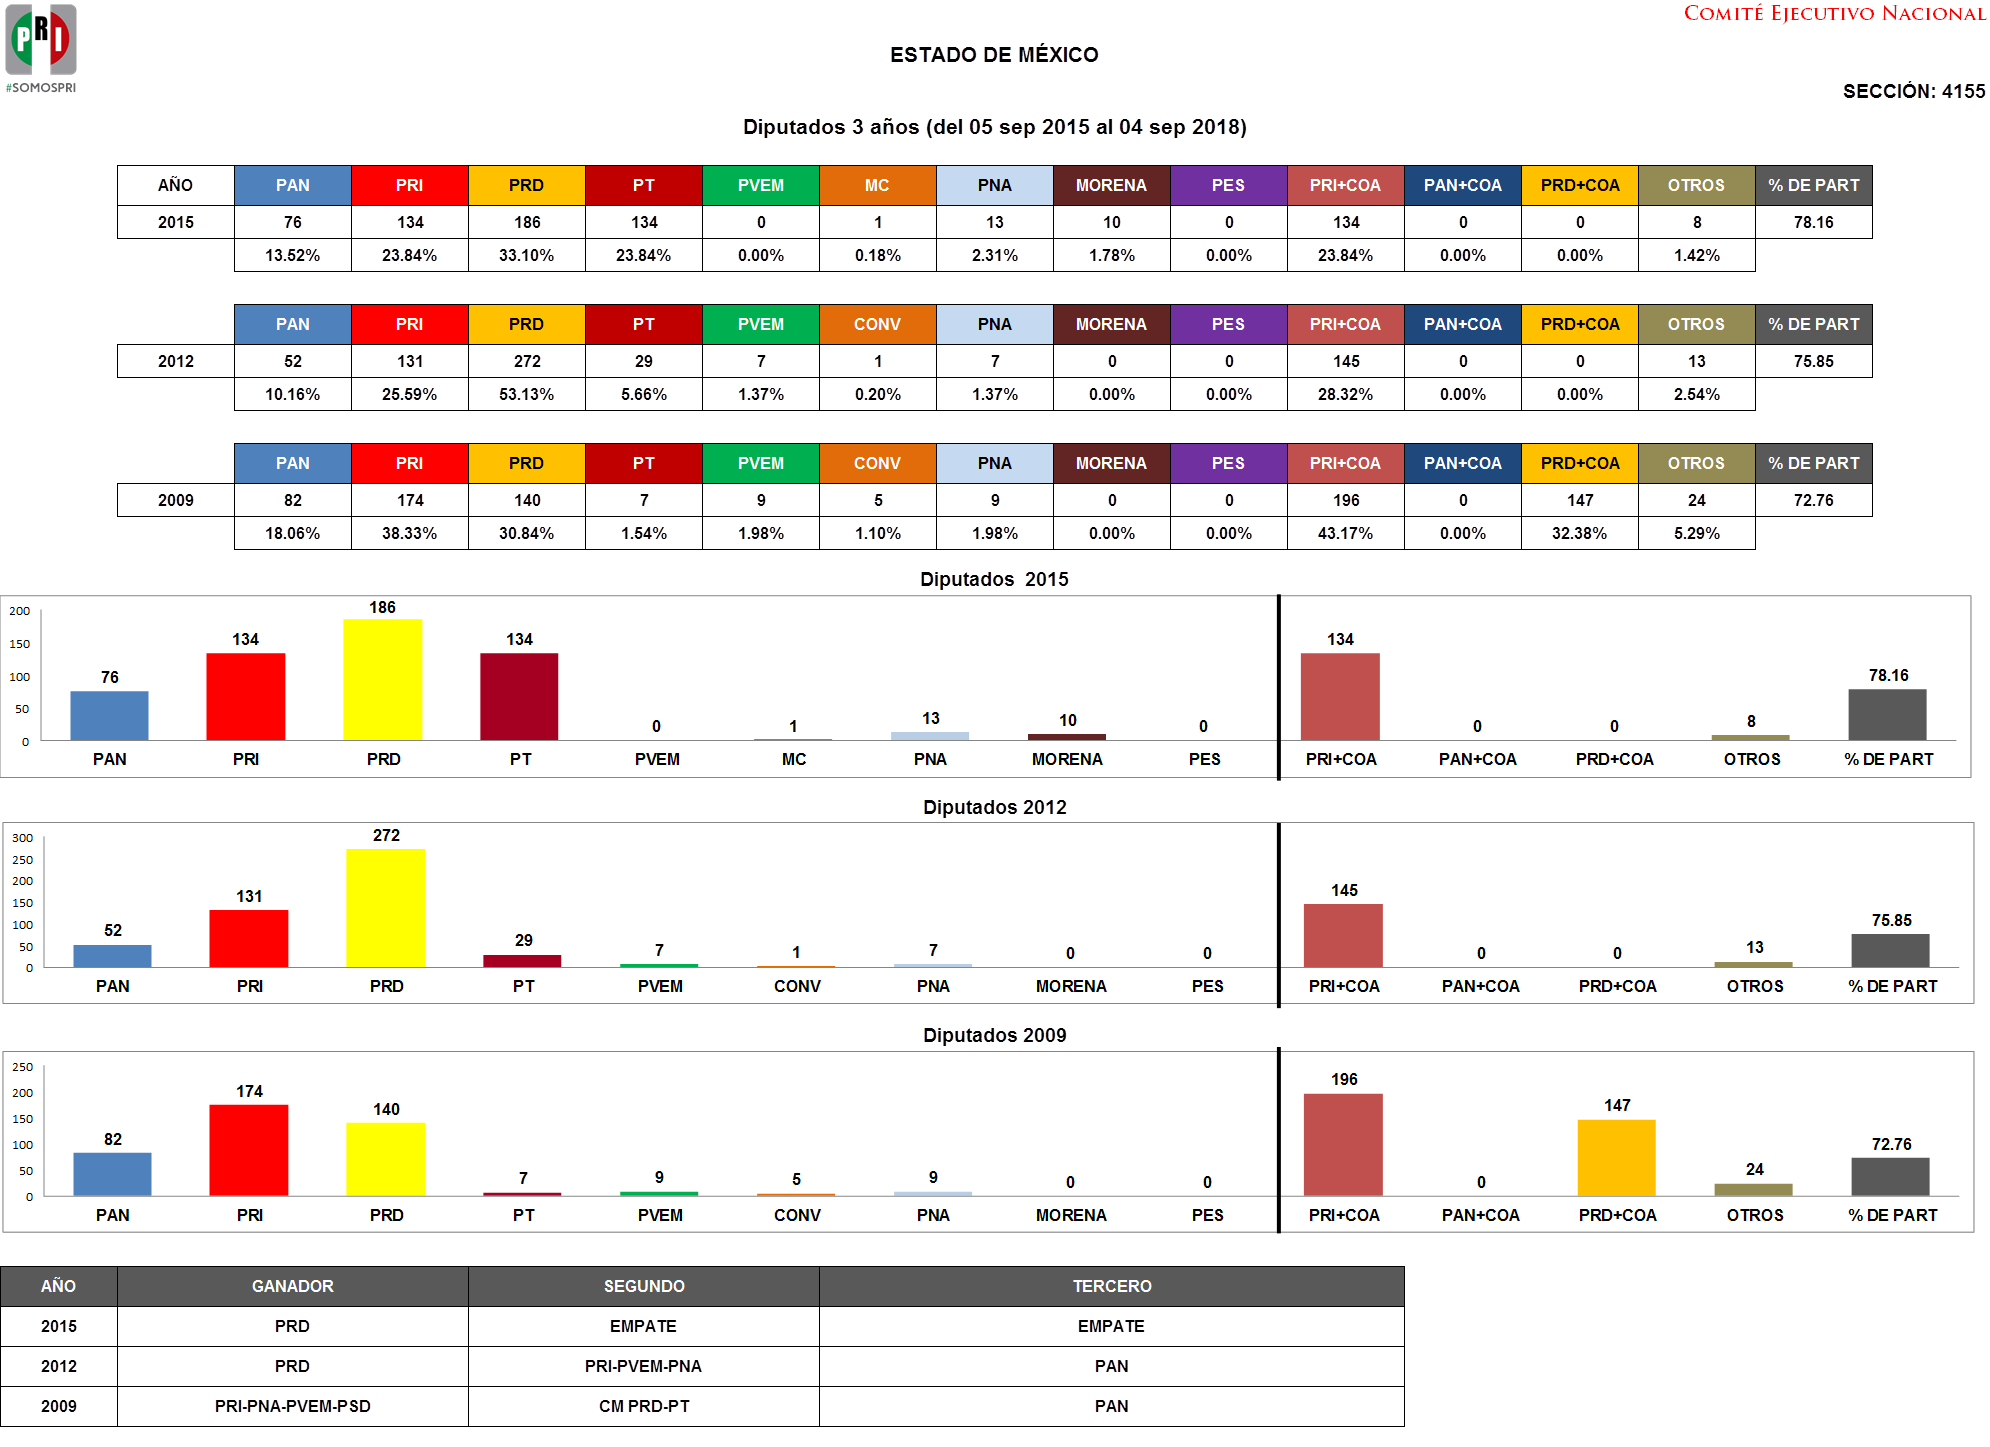 PRI
#SOMOSPRI
COMITÉ EJECUTIVO NACIONAL
ESTADO DE MÉXICO
SECCIÓN: 4155
Diputados 3 años (del 05 sep 2015 al 04 sep 2018)
AÑO PAN PRI PRD PT PVEM MC PNA MORENA PES PRI+COA PAN+COA PRD+COA OTROS % DE PART
2015 76 134 186 134 0 1 13 10 0 134 0 0 8 78.16
13.52% 23.84% 33.10% 23.84% 0.00% 0.18% 2.31% 1.78% 0.00% 23.84% 0.00% 0.00% 1.42%
PAN PRI PRD PT PVEM CONV PNA MORENA PES PRI+COA PAN+COA PRD+COA OTROS % DE PART
2012 52 131 272 29 7 1 7 0 0 145 0 0 13 75.85
10.16% 25.59% 53.13% 5.66% 1.37% 0.20% 1.37% 0.00% 0.00% 28.32% 0.00% 0.00% 2.54%
PAN PRI PRD PT PVEM CONV PNA MORENA PES PRI+COA PAN+COA PRD+COA OTROS % DE PART
2009 82 174 140 7 9 5 9 0 0 196 0 147 24 72.76
18.06% 38.33% 30.84% 1.54% 1.98% 1.10% 1.98% 0.00% 0.00% 43.17% 0.00% 32.38% 5.29%
Diputados 2015
200
150
100
50
0
76 134 186 134 0 1 13 10 0 134 0 0 8 78.16
PAN PRI PRD PT PVEM MC PNA MORENA PES PRI+COA PAN+COA PRD+COA OTROS % DE PART
Diputados 2012
300
250
200
150
100
50
0
52 131 272 29 7 1 7 0 0 145 0 0 13 75.85
PAN PRI PRD PT PVEM CONV PNA MORENA PES PRI+COA PAN+COA PRD+COA OTROS % DE PART
Diputados 2009
250
200
150
100
50
0
82 174 140 7 9 5 9 0 0 196 0 147 24 72.76
PAN PRI PRD PT PVEM CONV PNA MORENA PES PRI+COA PAN+COA PRD+COA OTROS % DE PART
AÑO GANADOR SEGUNDO TERCERO
2015 PRD EMPATE EMPATE
2012 PRD PRI-PVEM-PNA PAN
2009 PRI-PNA-PVEM-PSD CM PRD-PT PAN